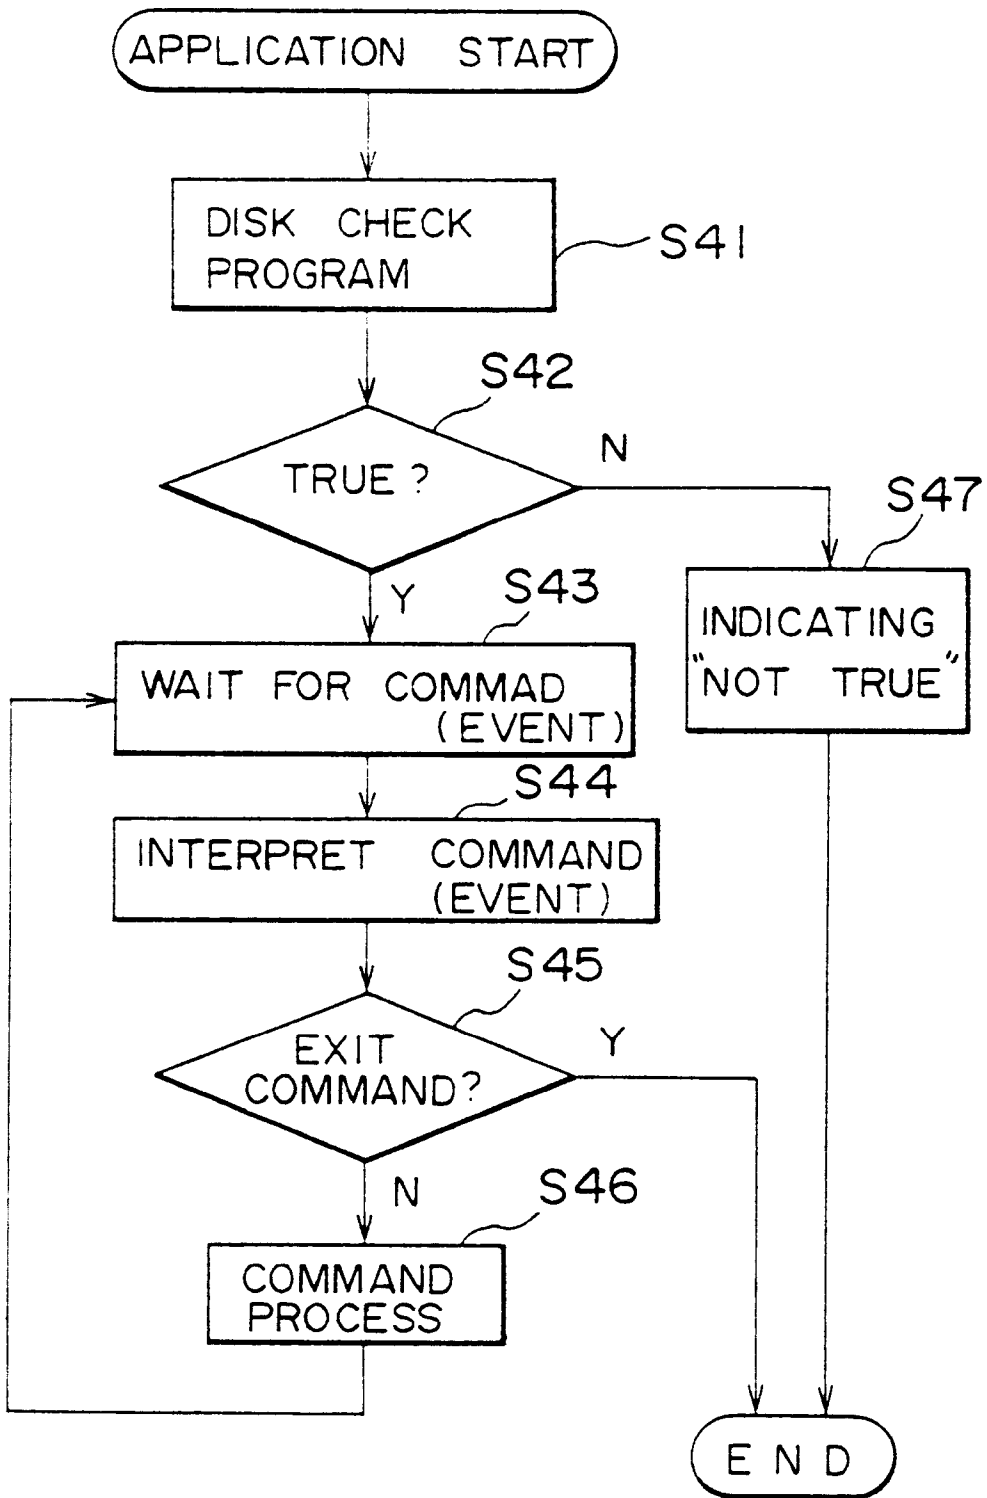 APPLICATION START
DISK CHECK
PROGRAM
S41
S42
TRUE?
N
S47
Y
S43
INDICATING
"NOT TRUE"
WAIT FOR COMMAD
(EVENT)
S44
INTERPRET COMMAND
(EVENT)
S45
EXIT
COMMAND?
Y
N
S46
COMMAND
PROCESS
END